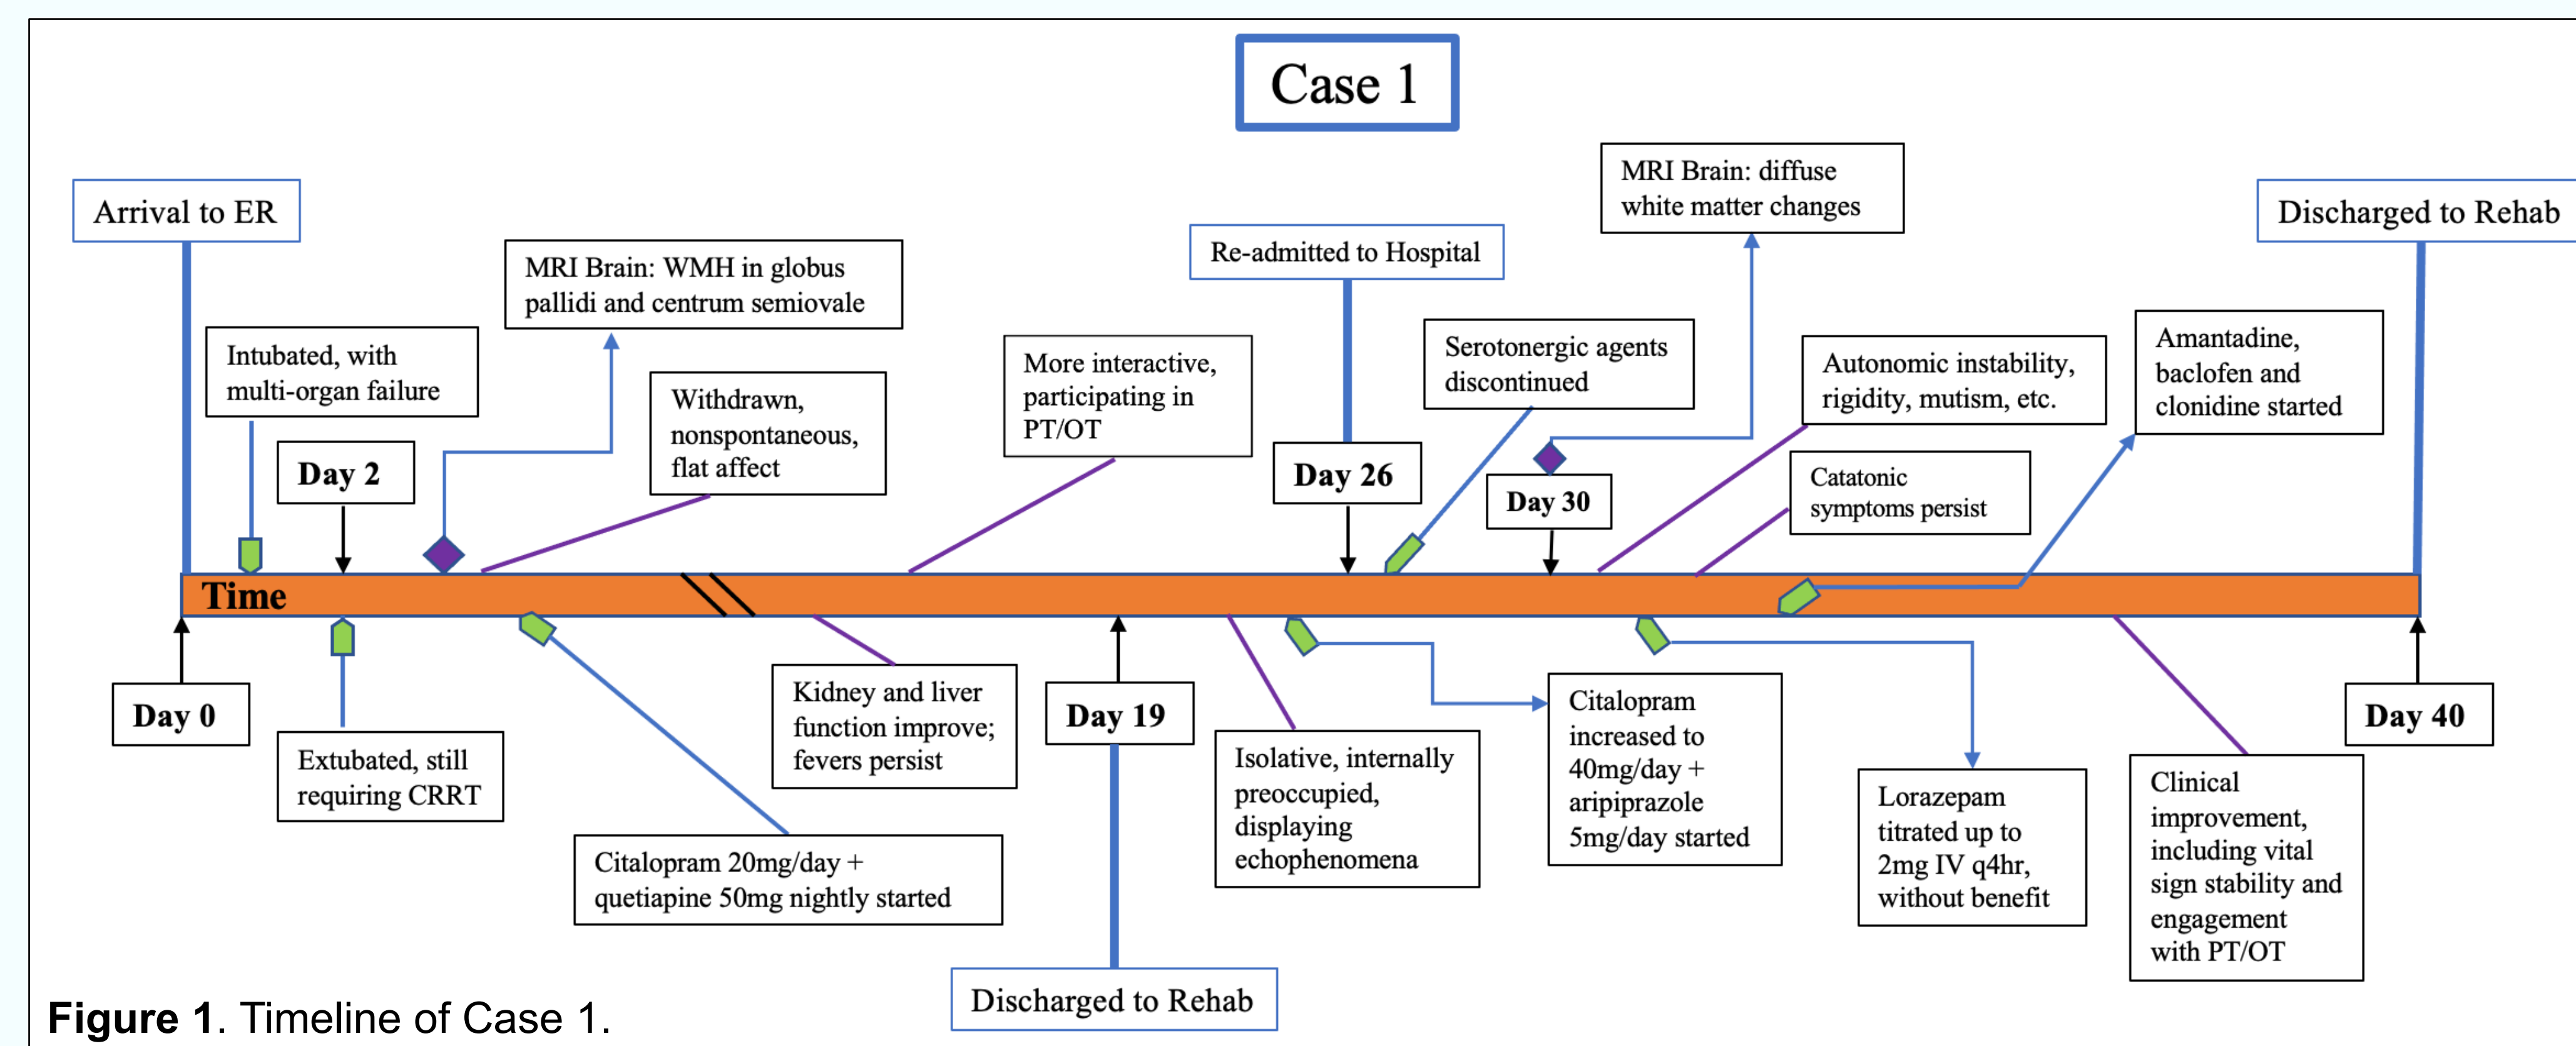 Case 1
Arrival to ER
Intubated, with
multi-organ failure
Day 2
MRI Brain: WMH in globus
pallidi and centrum semiovale
Withdrawn,
nonspontaneous,
flat affect
More interactive,
participating in
PT/OT
Re-admitted to Hospital
Day 26
Serotonergic agents
discontinued
Day 30
MRI Brain: diffuse
white matter changes
Autonomic instability,
rigidity, mutism, etc.
Catatonic
symptoms persist
Amantadine,
baclofen and
clonidine started
Discharged to Rehab
Time
Day 0
Extubated, still
requiring CRRT
Citalopram 20mg/day +
quetiapine 50mg nightly started
Kidney and liver
function improve;
fevers persist
Day 19
Discharged to Rehab
Isolative, internally
preoccupied,
displaying
echophenomena
Citalopram
increased to
40mg/day +
aripiprazole
5mg/day started
Lorazepam
titrated up to
2mg IV q4hr,
without benefit
Clinical
improvement,
including vital
sign stability and
engagement
with PT/OT
Day 40
Figure 1. Timeline of Case 1.